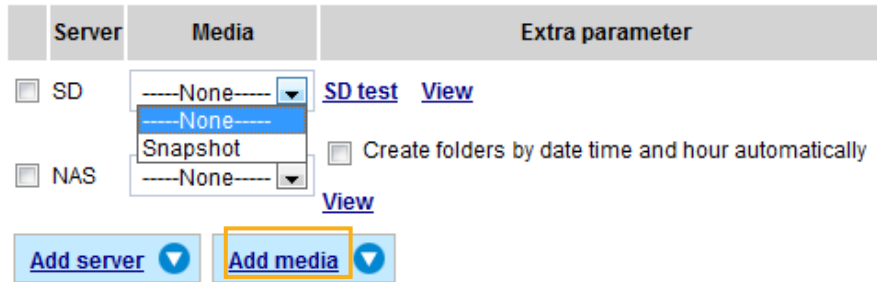 Server Media Extra parameter
SD -----None----- SD test View
-----None-----
Snapshot
Create folders by date time and hour automatically
NAS -----None-----
View
Add server Add media